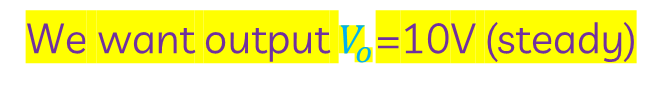 We want output Vₒ=10V (steady)